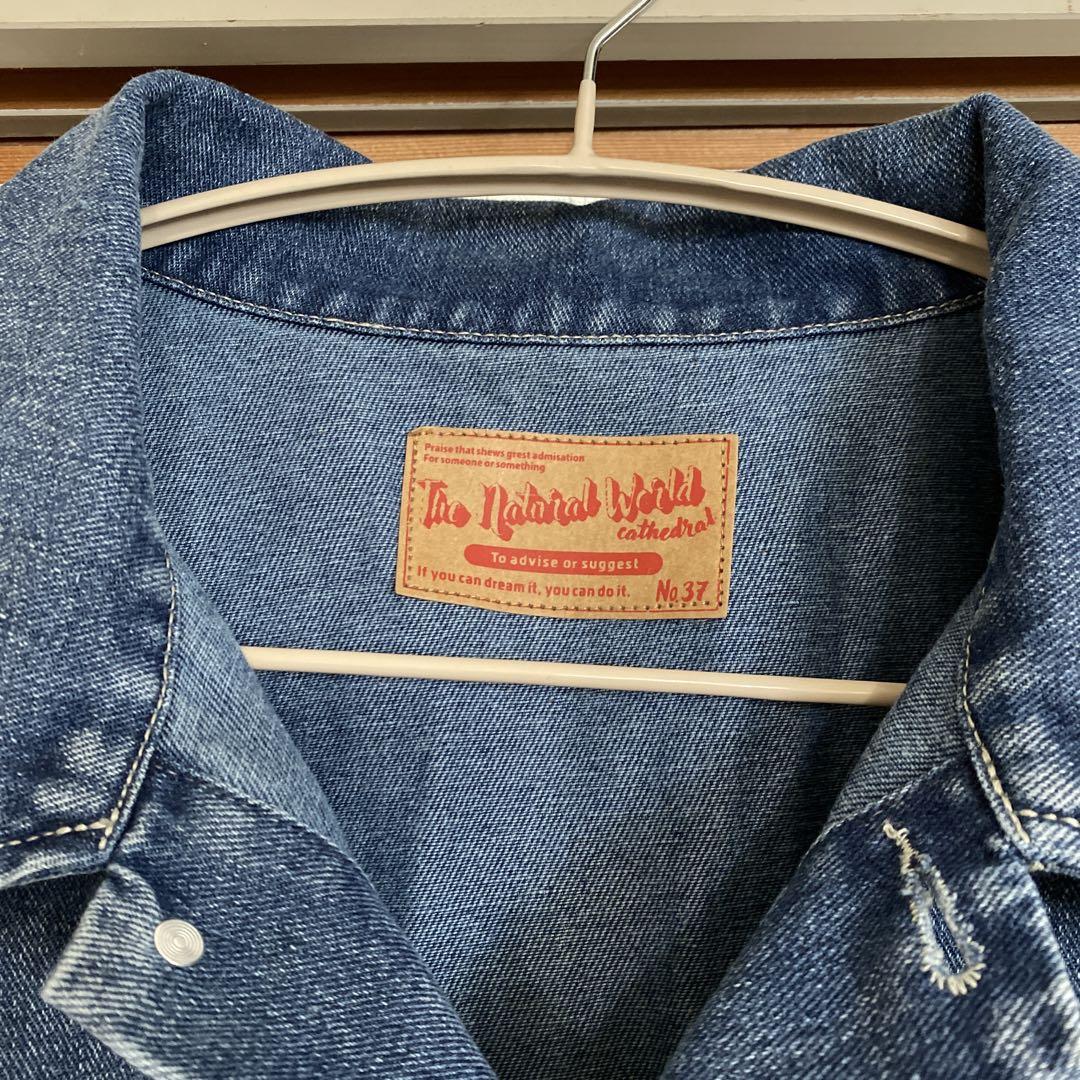 Praise that shews grest admisation
For someone or something
The Natural World
cathedral
To advise or suggest
If you can dream it, you can do it.
No.37